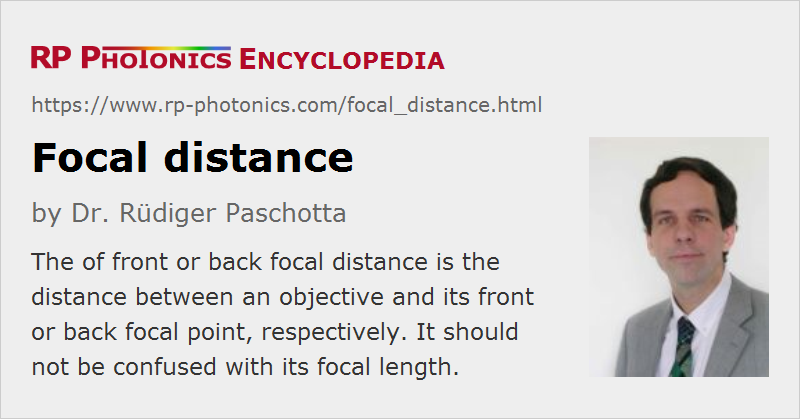 RP PHOTONICS ENCYCLOPEDIA
https://www.rp-photonics.com/focal_distance.html
Focal distance
by Dr. Rüdiger Paschotta
The of front or back focal distance is the
distance between an objective and its front
or back focal point, respectively. It should
not be confused with its focal length.